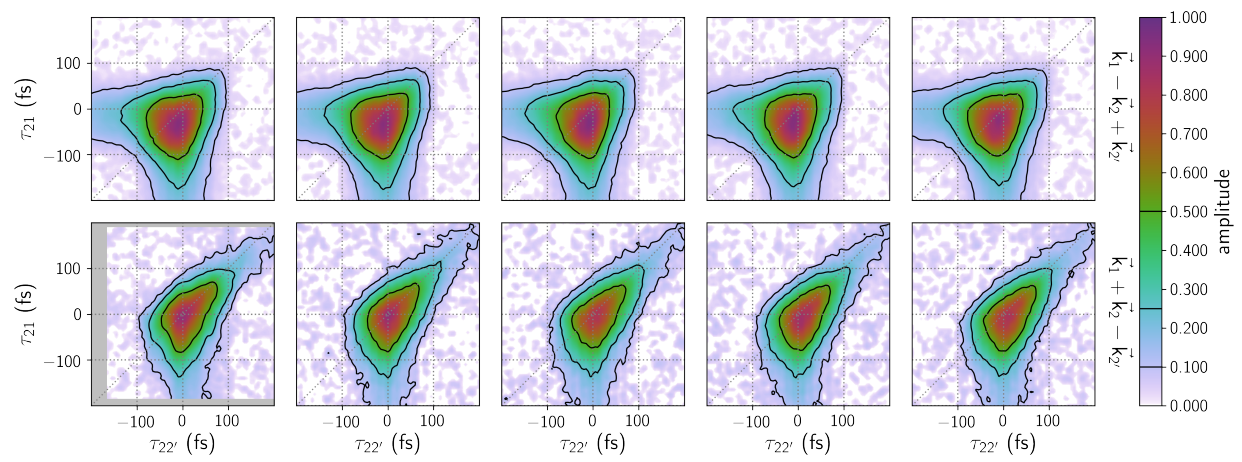 100
0
−100
τ₂₁ (fs)
100
0
−100
τ₂₁ (fs)
−100 0 100
−100 0 100
−100 0 100
−100 0 100
−100 0 100
τ₂₂′ (fs)
τ₂₂′ (fs)
τ₂₂′ (fs)
τ₂₂′ (fs)
τ₂₂′ (fs)
k⃗₁ − k⃗₂ + k⃗₂′
k⃗₁ + k⃗₂ − k⃗₂′
1.000
0.900
0.800
0.700
0.600
0.500
0.400
0.300
0.200
0.100
0.000
amplitude